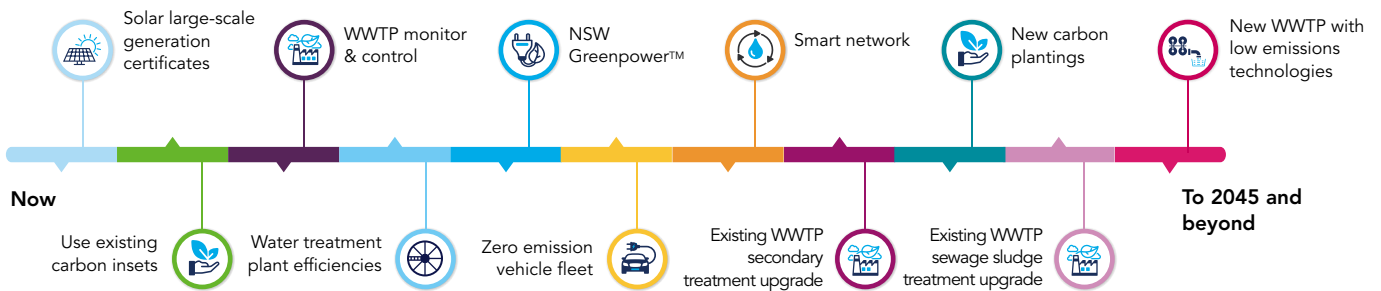 Solar large-scale
generation
certificates
WWTP monitor
& control
NSW
Greenpower™
Smart network
New carbon
plantings
New WWTP with
low emissions
technologies
Now
To 2045 and
beyond
Use existing
carbon insets
Water treatment
plant efficiencies
Zero emission
vehicle fleet
Existing WWTP
secondary
treatment upgrade
Existing WWTP
sewage sludge
treatment upgrade